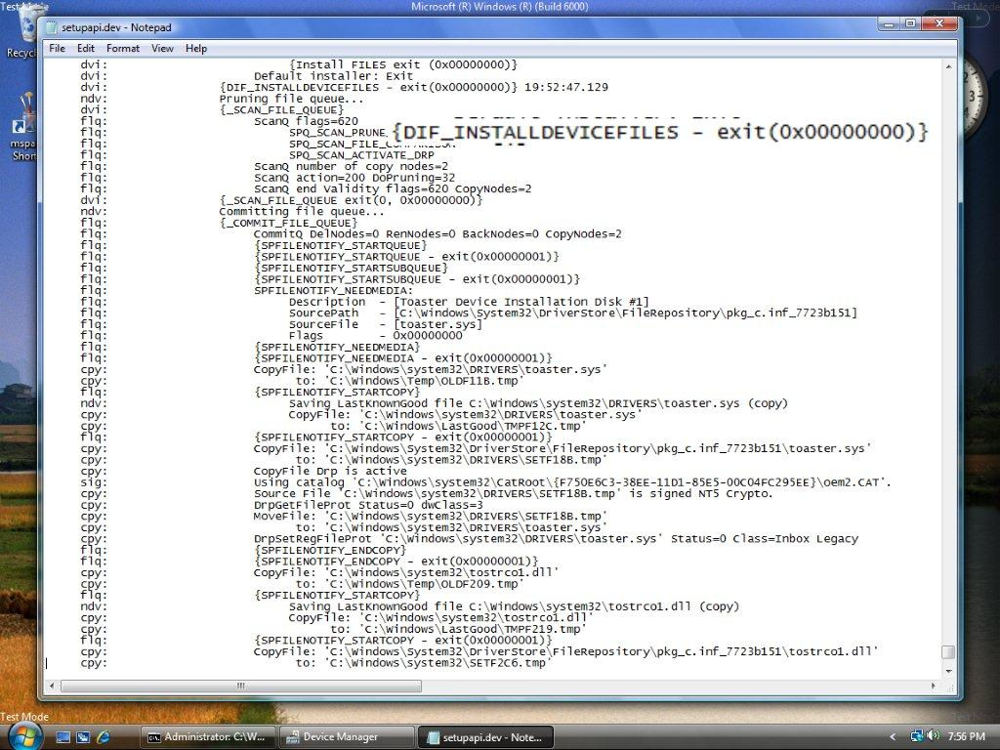 Test Mode
Microsoft (R) Windows (R) (Build 6000)
Test Mode
setupapi.dev - Notepad
File Edit Format View Help
dvi: {Install FILES exit (0x00000000)}
dvi: Default installer: Exit
dvi: {DIF_INSTALLDEVICEFILES - exit(0x00000000)} 19:52:47.129
ndv: Pruning file queue...
dvi: {_SCAN_FILE_QUEUE}
flq: ScanQ flags=620
flq: SPQ_SCAN_PRUNE
{DIF_INSTALLDEVICEFILES - exit(0x00000000)}
flq: SPQ_SCAN_FILE_COMPARISON
flq: SPQ_SCAN_ACTIVATE_DRP
flq: ScanQ number of copy nodes=2
flq: ScanQ action=200 DoPruning=32
flq: ScanQ end Validity flags=620 CopyNodes=2
dvi: {_SCAN_FILE_QUEUE exit(0, 0x00000000)}
ndv: Committing file queue...
flq: {_COMMIT_FILE_QUEUE}
flq: CommitQ DelNodes=0 RenNodes=0 BackNodes=0 CopyNodes=2
flq: {SPFILENOTIFY_STARTQUEUE}
flq: {SPFILENOTIFY_STARTQUEUE - exit(0x00000001)}
flq: {SPFILENOTIFY_STARTSUBQUEUE}
flq: {SPFILENOTIFY_STARTSUBQUEUE - exit(0x00000001)}
flq: SPFILENOTIFY_NEEDMEDIA:
flq: Description - [Toaster Device Installation Disk #1]
flq: SourcePath - [C:\Windows\System32\DriverStore\FileRepository\pkg_c.inf_7723b151]
flq: SourceFile - [toaster.sys]
flq: Flags - 0x00000000
flq: {SPFILENOTIFY_NEEDMEDIA}
flq: {SPFILENOTIFY_NEEDMEDIA - exit(0x00000001)}
cpy: CopyFile: 'C:\Windows\system32\DRIVERS\toaster.sys'
cpy: to: 'C:\Windows\Temp\OLDF11B.tmp'
flq: {SPFILENOTIFY_STARTCOPY}
ndv: Saving LastKnownGood file C:\Windows\system32\DRIVERS\toaster.sys (copy)
cpy: CopyFile: 'C:\Windows\system32\DRIVERS\toaster.sys'
cpy: to: 'C:\Windows\LastGood\TMPF12C.tmp'
flq: {SPFILENOTIFY_STARTCOPY - exit(0x00000001)}
cpy: CopyFile: 'C:\Windows\System32\DriverStore\FileRepository\pkg_c.inf_7723b151\toaster.sys'
cpy: to: 'C:\Windows\system32\DRIVERS\SETF18B.tmp'
cpy: CopyFile Drp is active
sig: Using catalog 'C:\Windows\system32\CatRoot\{F750E6C3-38EE-11D1-85E5-00C04FC295EE}\oem2.CAT'.
cpy: Source File 'C:\Windows\system32\DRIVERS\SETF18B.tmp' is signed NT5 Crypto.
cpy: DrpGetFileProt Status=0 dwClass=3
cpy: MoveFile: 'C:\Windows\system32\DRIVERS\SETF18B.tmp'
cpy: to: 'C:\Windows\system32\DRIVERS\toaster.sys'
cpy: DrpSetRegFileProt 'C:\Windows\system32\DRIVERS\toaster.sys' Status=0 Class=Inbox Legacy
flq: {SPFILENOTIFY_ENDCOPY}
flq: {SPFILENOTIFY_ENDCOPY - exit(0x00000001)}
cpy: CopyFile: 'C:\Windows\system32\tostrco1.dll'
cpy: to: 'C:\Windows\Temp\OLDF209.tmp'
flq: {SPFILENOTIFY_STARTCOPY}
ndv: Saving LastKnownGood file C:\Windows\system32\tostrco1.dll (copy)
cpy: CopyFile: 'C:\Windows\system32\tostrco1.dll'
cpy: to: 'C:\Windows\LastGood\TMPF219.tmp'
flq: {SPFILENOTIFY_STARTCOPY - exit(0x00000001)}
cpy: CopyFile: 'C:\Windows\System32\DriverStore\FileRepository\pkg_c.inf_7723b151\tostrco1.dll'
cpy: to: 'C:\Windows\system32\SETF2C6.tmp'
Recycl
mspa
Short
Test Mode
Administrator: C:\W...
Device Manager
setupapi.dev - Note...
7:56 PM